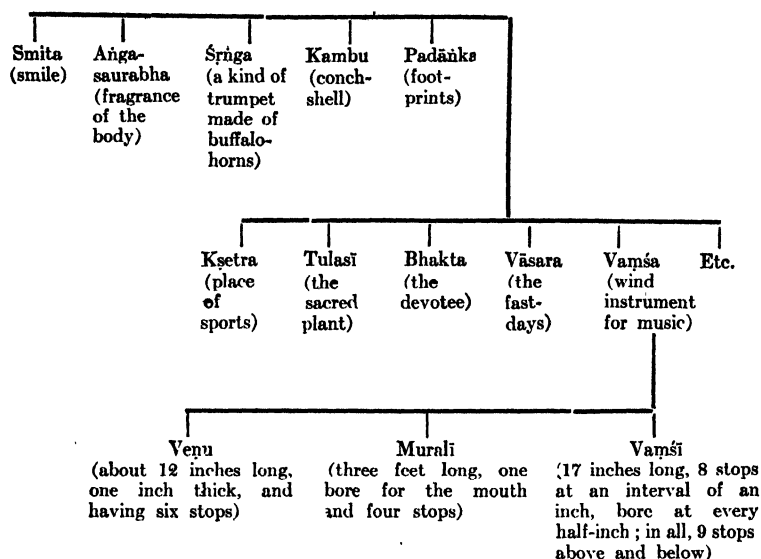 Smita
(smile)
Aṅga-
saurabha
(fragrance
of the
body)
Śṛṅga
(a kind of
trumpet
made of
buffalo-
horns)
Kambu
(conch-
shell)
Padāṅka
(foot-
prints)
Kṣetra
(place
of
sports)
Tulasī
(the
sacred
plant)
Bhakta
(the
devotee)
Vāsara
(the
fast-
days)
Vaṃśa
(wind
instrument
for music)
Etc.
Veṇu
(about 12 inches long,
one inch thick, and
having six stops)
Muralī
(three feet long, one
bore for the mouth
and four stops)
Vaṃśī
(17 inches long, 8 stops
at an interval of an
inch, bore at every
half-inch ; in all, 9 stops
above and below)